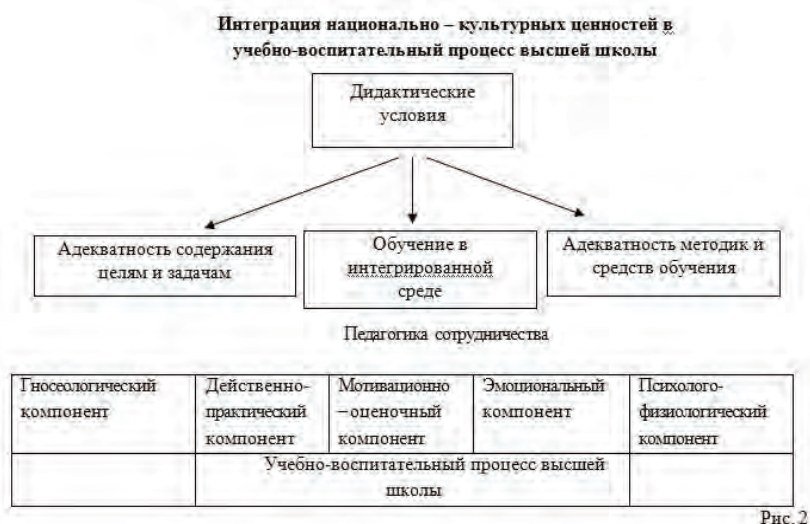 Интеграция национально – культурных ценностей в
учебно-воспитательный процесс высшей школы
Дидактические
условия
Адекватность содержания
целям и задачам
Обучение в
интегрированной
среде
Адекватность методик и
средств обучения
Педагогика сотрудничества
Гносеологический
компонент
Действенно-
практический
компонент
Мотивационно
– оценочный
компонент
Эмоциональный
компонент
Психолого-
физиологический
компонент
Учебно-воспитательный процесс высшей
школы
Рис. 2